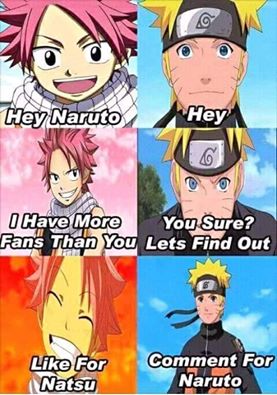 Hey Naruto
Hey
I Have More
Fans Than You
You Sure?
Lets Find Out
Like For
Natsu
Comment For
Naruto